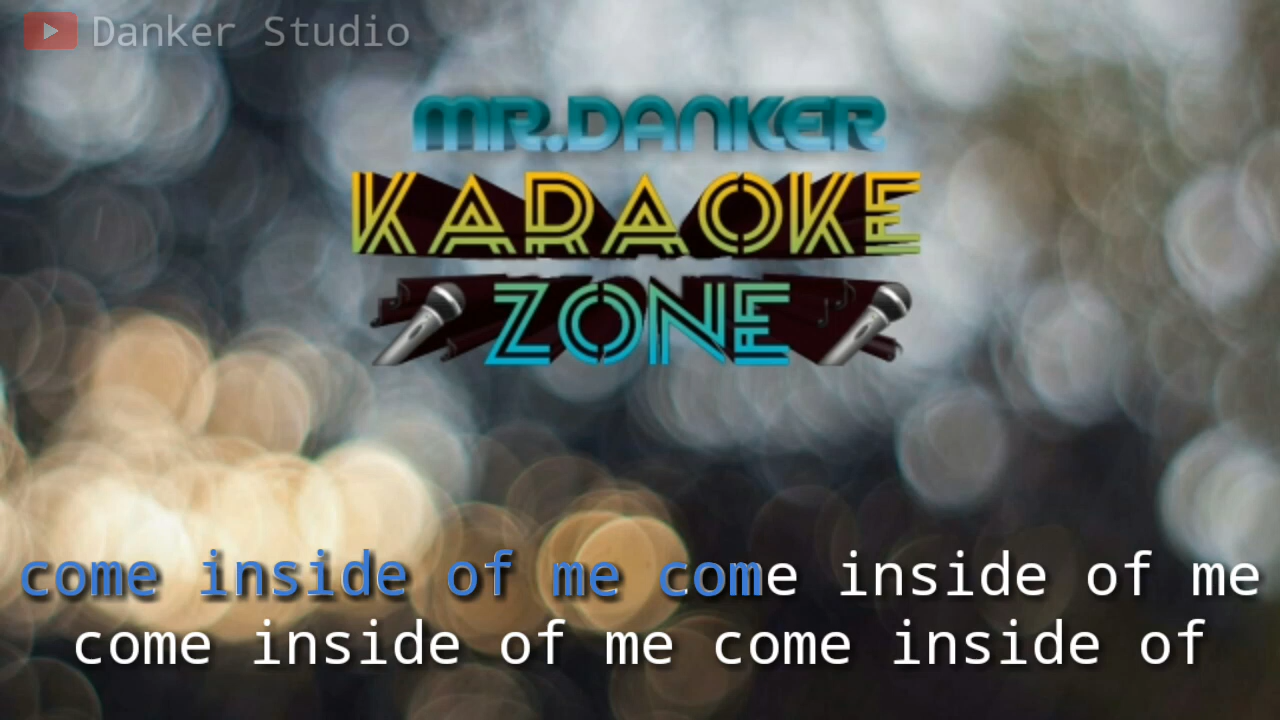 Danker Studio
MR.DANKER
KARAOKE
ZONE
come inside of me come inside of me
come inside of me come inside of